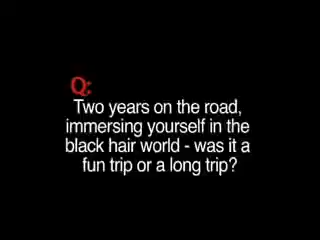 Q:
Two years on the road,
immersing yourself in the
black hair world - was it a
fun trip or a long trip?